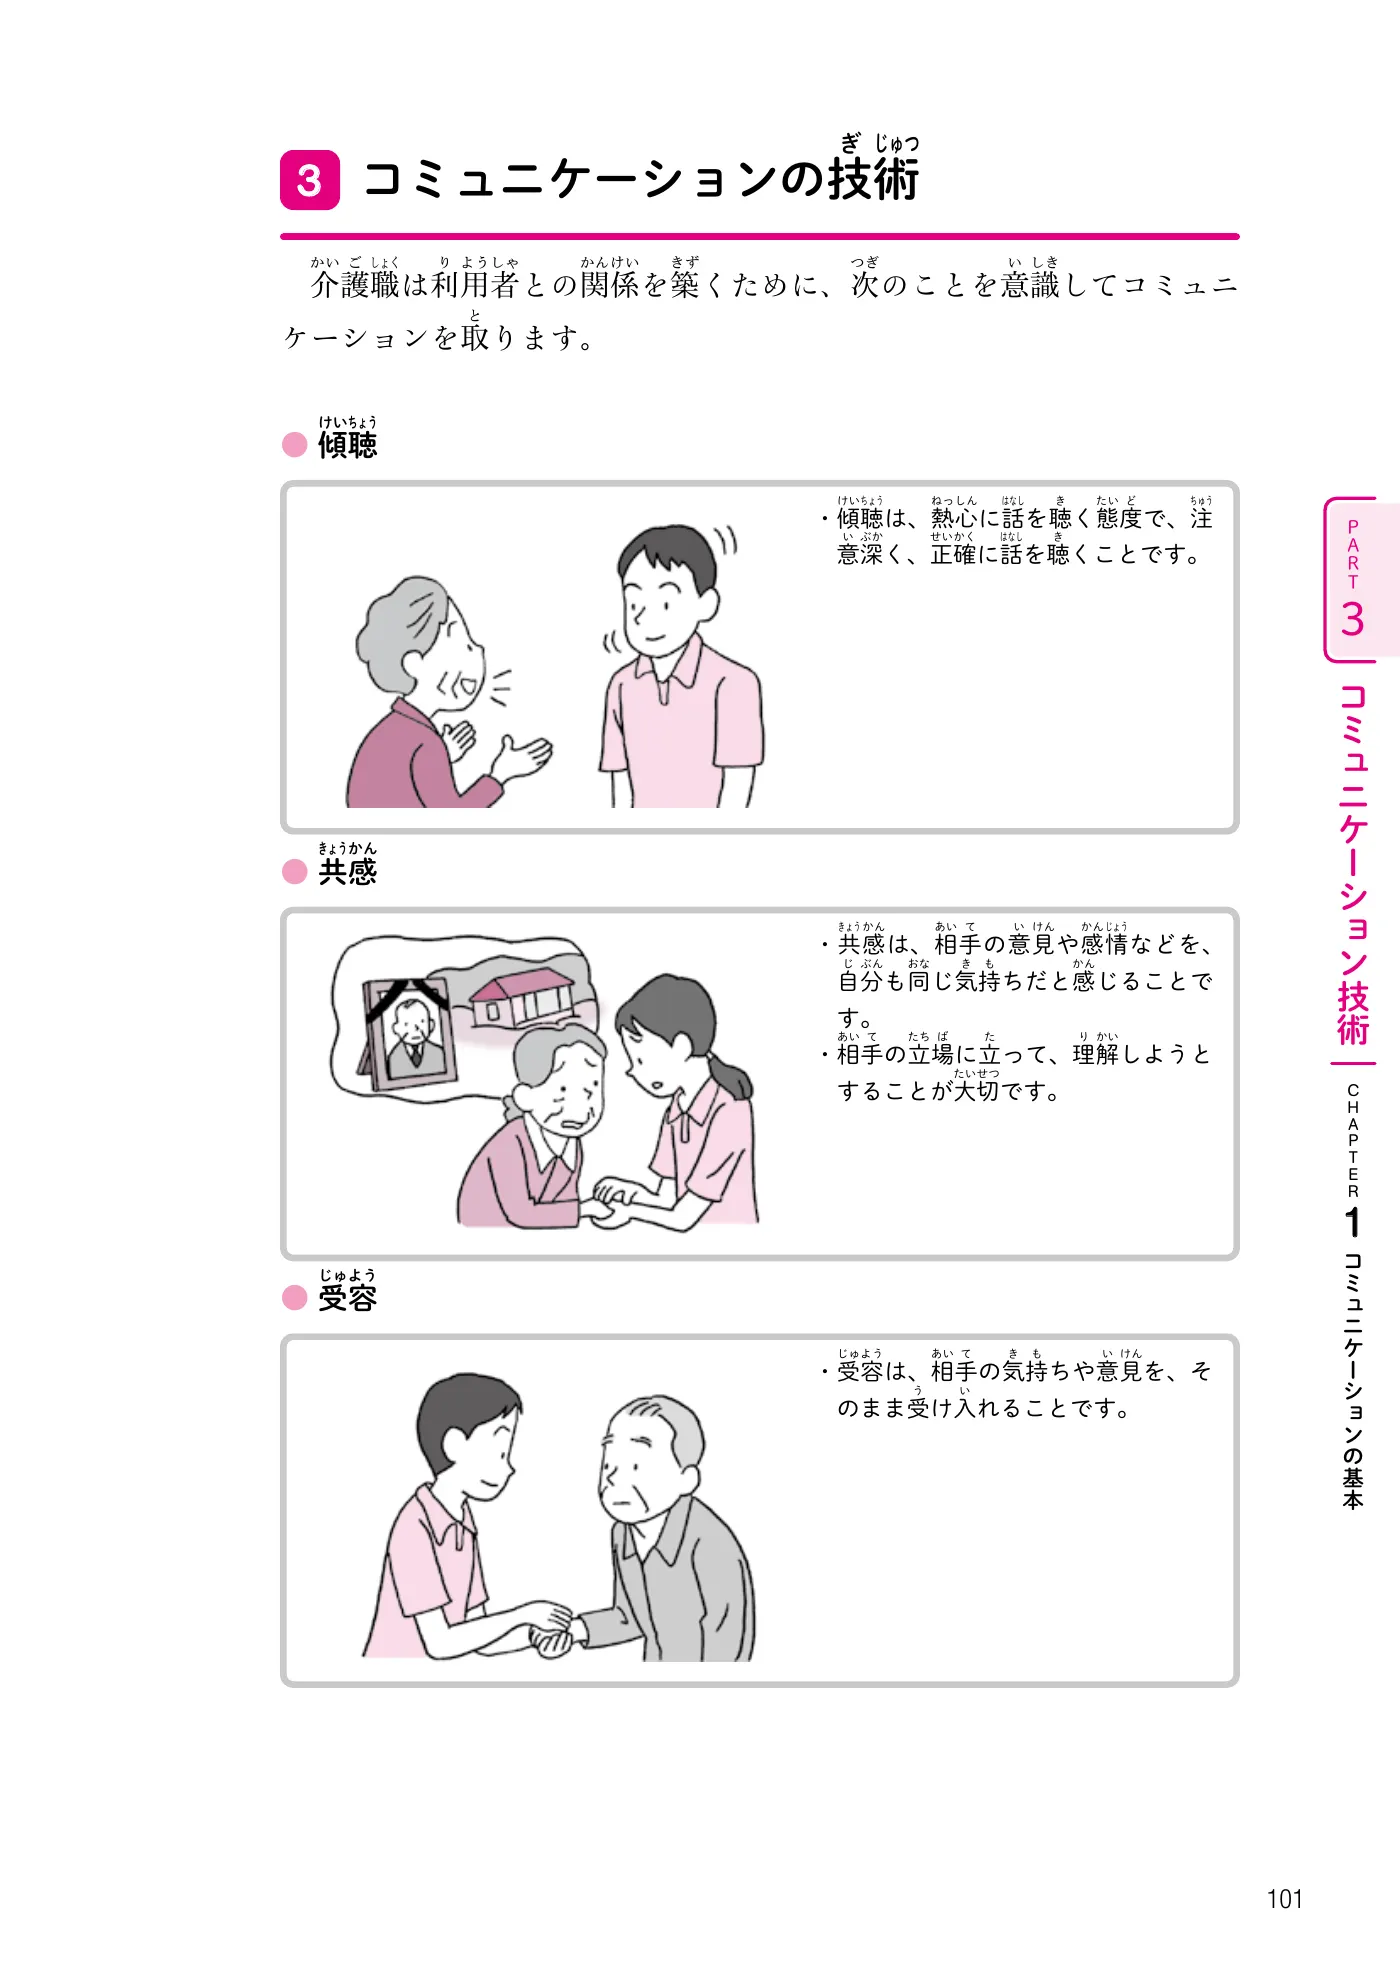 3 コミュニケーションの技術
介護職は利用者との関係を築くために、次のことを意識してコミュニ
ケーションを取ります。
傾聴
・傾聴は、熱心に話を聴く態度で、注
意深く、正確に話を聴くことです。
共感
・共感は、相手の意見や感情などを、
自分も同じ気持ちだと感じることで
す。
・相手の立場に立って、理解しようと
することが大切です。
受容
・受容は、相手の気持ちや意見を、そ
のまま受け入れることです。
PART 3 コミュニケーション技術
CHAPTER 1 コミュニケーションの基本
101